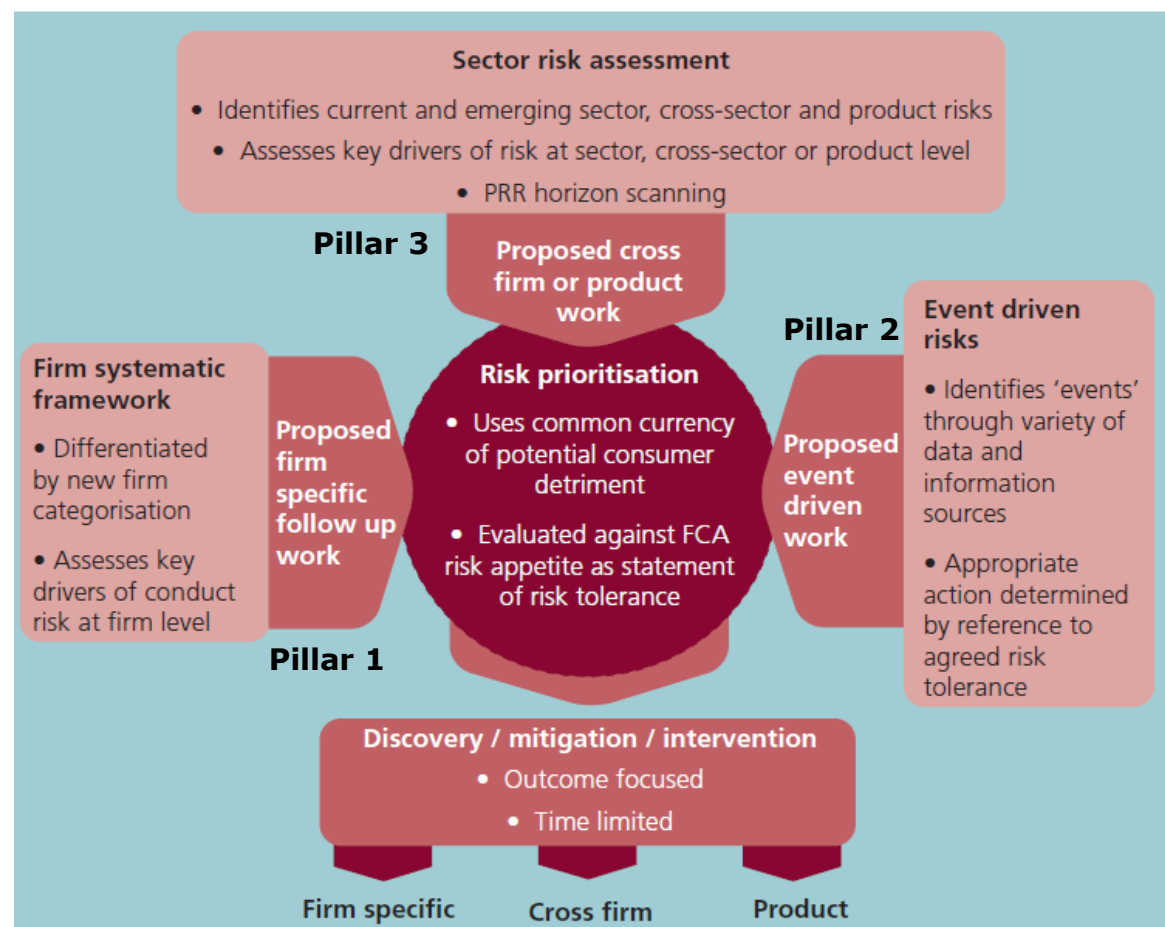 Sector risk assessment
• Identifies current and emerging sector, cross-sector and product risks
• Assesses key drivers of risk at sector, cross-sector or product level
• PRR horizon scanning
Pillar 3
Proposed cross
firm or product
work
Firm systematic
framework
• Differentiated
by new firm
categorisation
• Assesses key
drivers of conduct
risk at firm level
Proposed
firm
specific
follow up
work
Pillar 1
Risk prioritisation
• Uses common currency
of potential consumer
detriment
• Evaluated against FCA
risk appetite as statement
of risk tolerance
Pillar 2
Proposed
event
driven
work
Event driven
risks
• Identifies ‘events’
through variety of
data and
information
sources
• Appropriate
action determined
by reference to
agreed risk
tolerance
Discovery / mitigation / intervention
• Outcome focused
• Time limited
Firm specific
Cross firm
Product